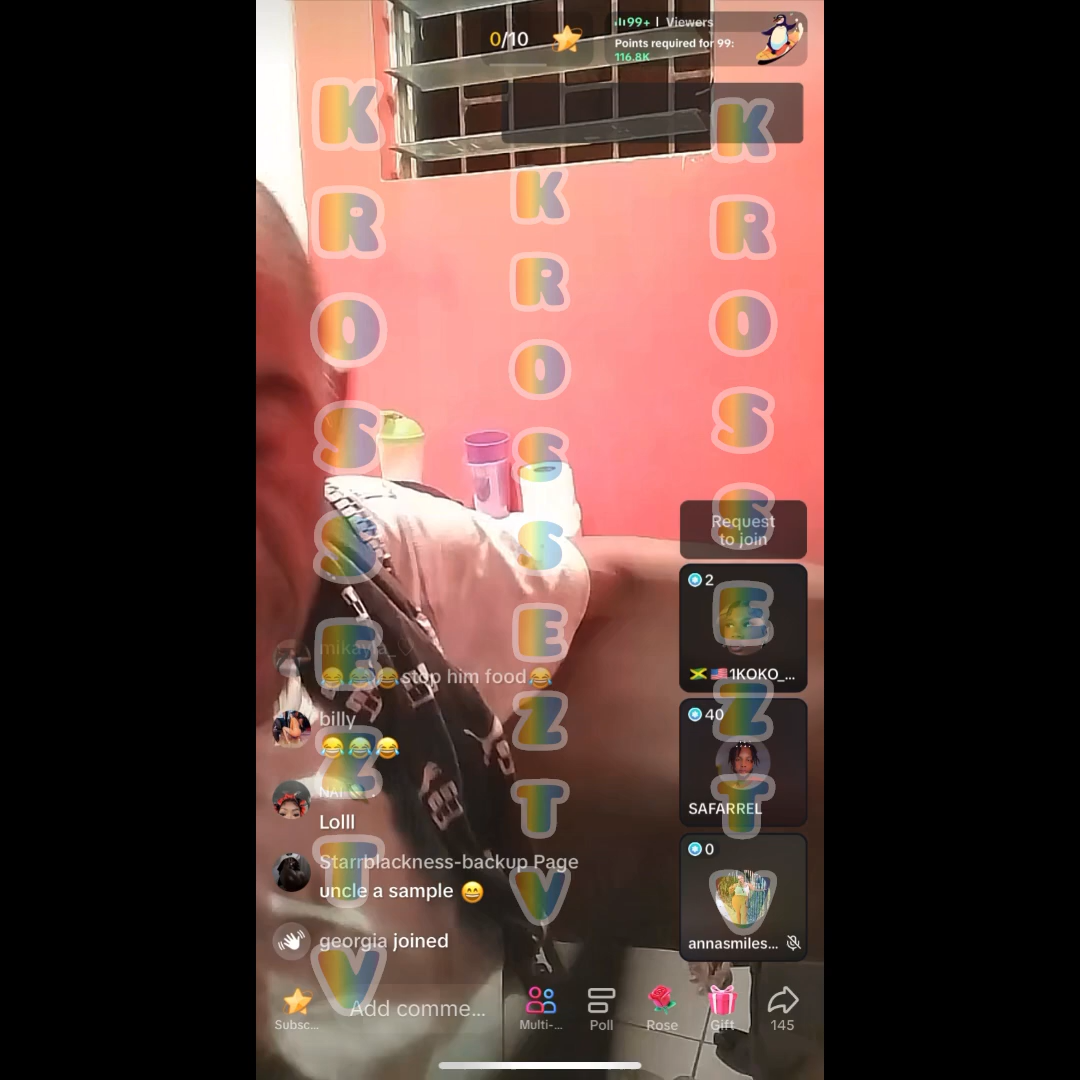 0/10
99+ | Viewers
Points required for 99:
116.8K
KROSSEZTV
KROSSEZTV
KROSSEZTV
Request
to join
2
1KOKO_...
40
SAFARREL
0
annasmiles...
😂😂😂stop him food😂
billy
😂😂😂
Lolll
Starrblackness-backup Page
uncle a sample 😄
georgia joined
Subsc...
Add comme...
Multi-...
Poll
Rose
Gift
145